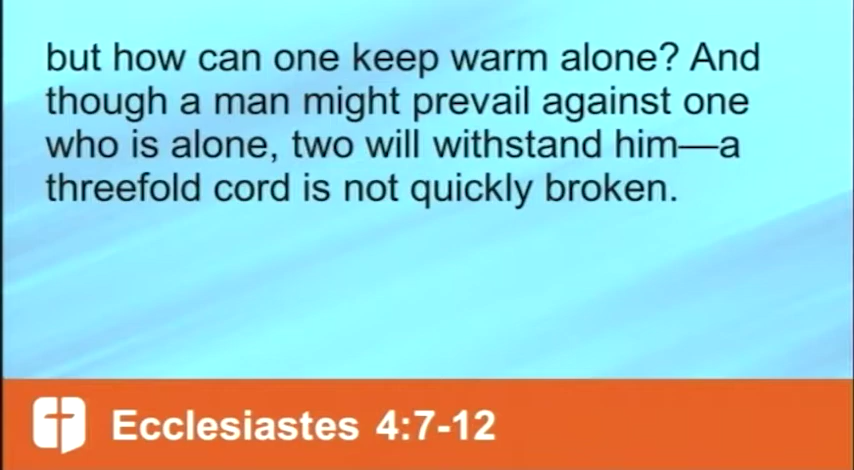 but how can one keep warm alone? And
though a man might prevail against one
who is alone, two will withstand him—a
threefold cord is not quickly broken.
Ecclesiastes 4:7-12